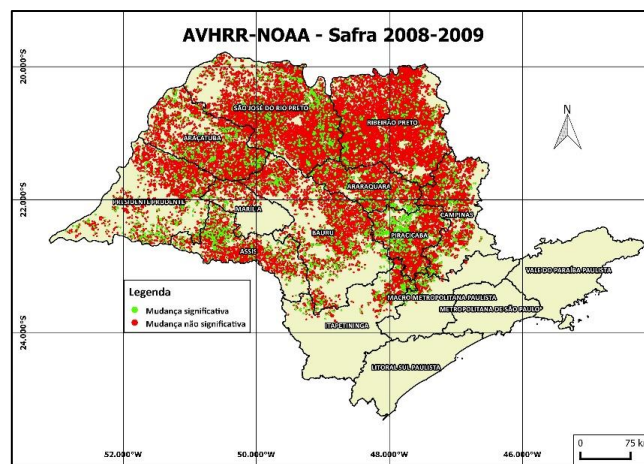 AVHRR-NOAA - Safra 2008-2009
20.000°S
22.000°S
24.000°S
SÃO JOSÉ DO RIO PRETO
RIBEIRÃO PRETO
ARAÇATUBA
ARARAQUARA
PRESIDENTE PRUDENTE
MARÍLIA
CAMPINAS
BAURU
PIRACICABA
ASSIS
VALE DO PARAÍBA PAULISTA
MACRO METROPOLITANA PAULISTA
METROPOLITANA DE SÃO PAULO
ITAPETININGA
LITORAL SUL PAULISTA
N
Legenda
Mudança significativa
Mudança não significativa
52.000°W
50.000°W
48.000°W
46.000°W
0 75 k